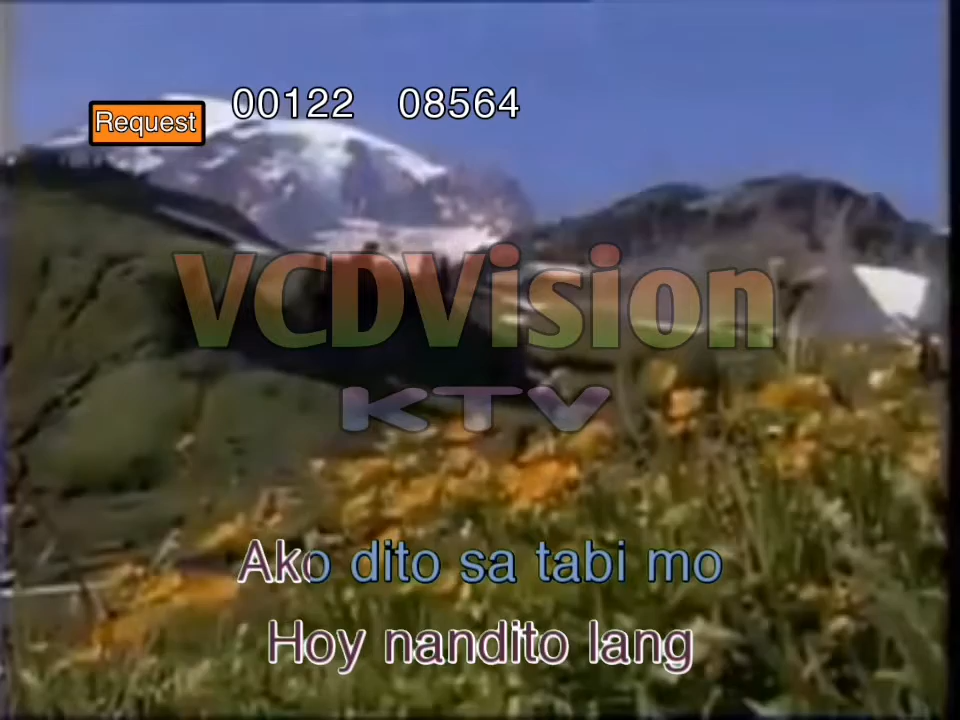 Request 00122 08564
VCDVision
KTV
Ako dito sa tabi mo
Hoy nandito lang